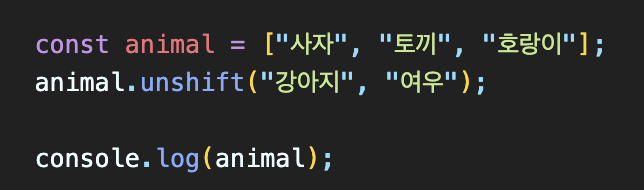 const animal = ["사자", "토끼", "호랑이"];
animal.unshift("강아지", "여우");
console.log(animal);